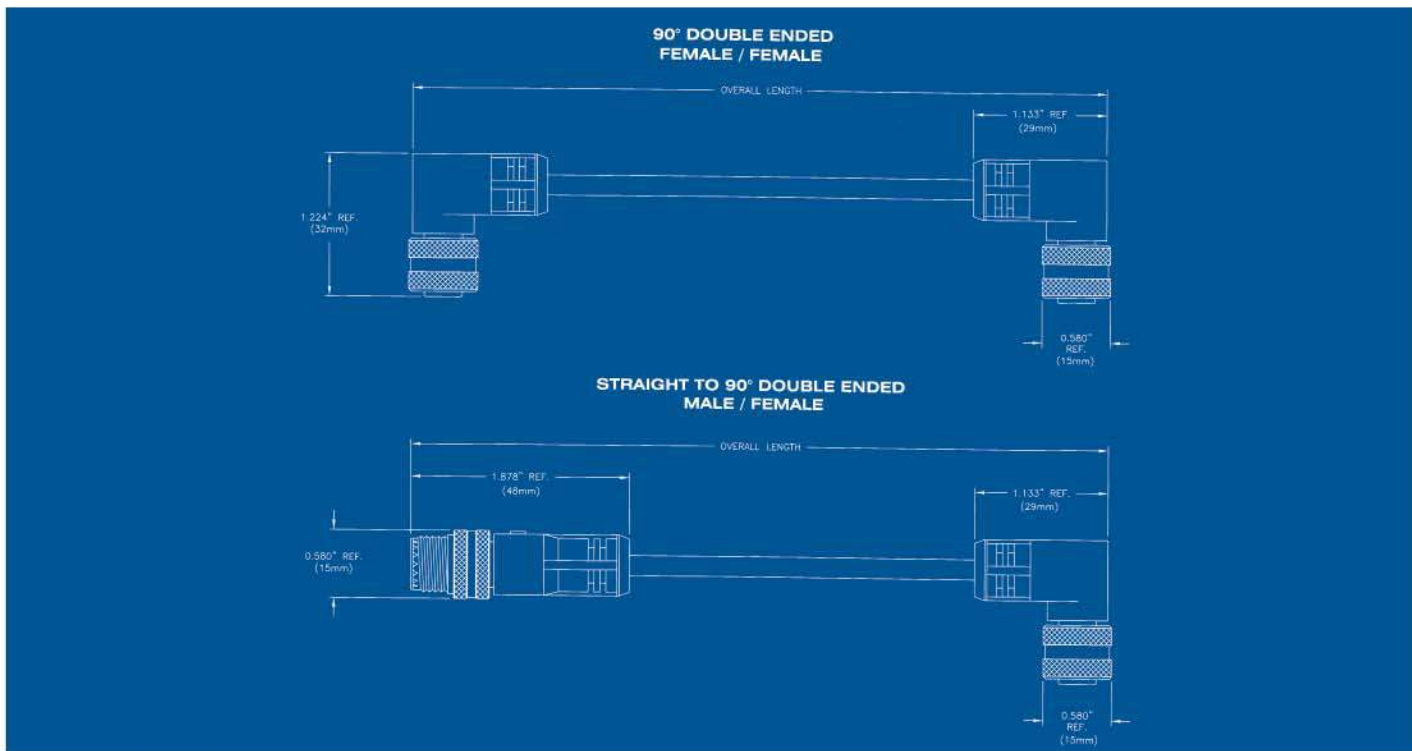 90° DOUBLE ENDED
FEMALE / FEMALE
OVERALL LENGTH
1.133" REF.
(29mm)
1.224" REF.
(32mm)
0.580"
REF.
(15mm)
STRAIGHT TO 90° DOUBLE ENDED
MALE / FEMALE
OVERALL LENGTH
1.878" REF.
(48mm)
1.133" REF.
(29mm)
0.580" REF.
(15mm)
0.580"
REF.
(15mm)